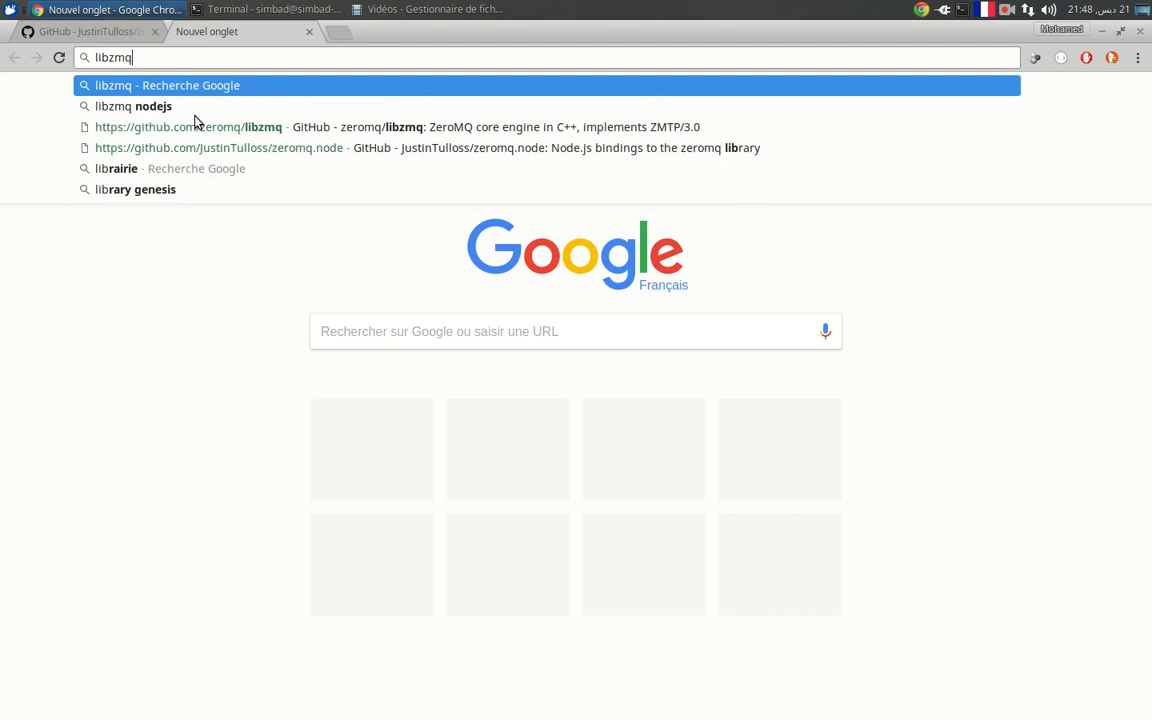 Nouvel onglet - Google Chro...
Terminal - simbad@simbad-...
Vidéos - Gestionnaire de fich...
21 دبس, 21:48
GitHub - JustinTulloss/z
Nouvel onglet
Mohamed
libzmq
libzmq - Recherche Google
libzmq nodejs
https://github.com/zeromq/libzmq - GitHub - zeromq/libzmq: ZeroMQ core engine in C++, implements ZMTP/3.0
https://github.com/JustinTulloss/zeromq.node - GitHub - JustinTulloss/zeromq.node: Node.js bindings to the zeromq library
librairie - Recherche Google
library genesis
Google
Français
Rechercher sur Google ou saisir une URL